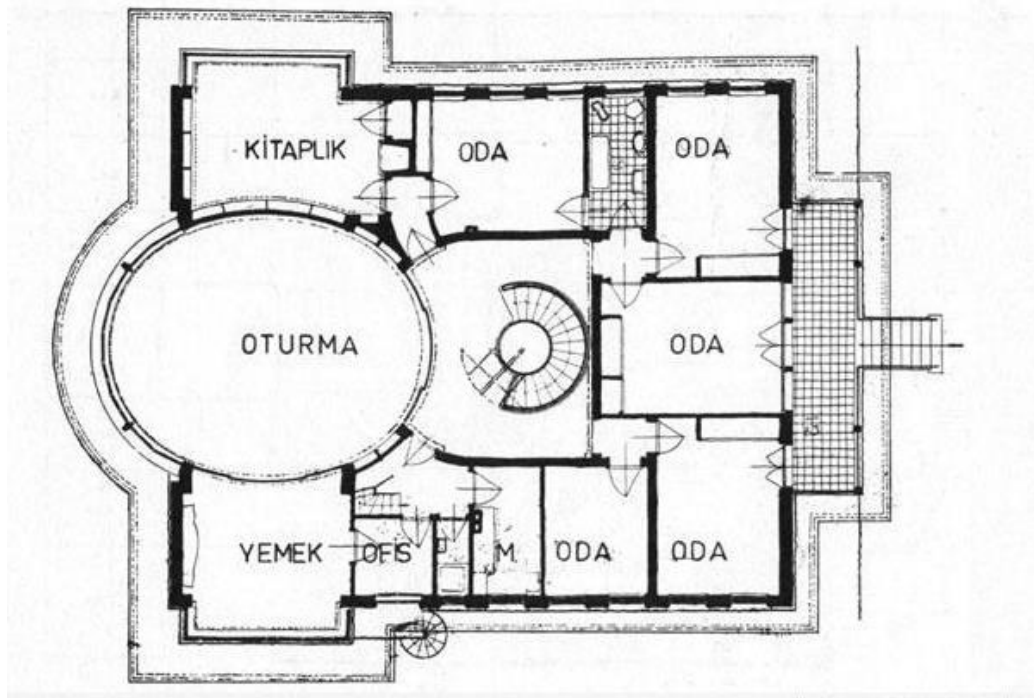 KİTAPLIK
ODA
ODA
OTURMA
ODA
YEMEK
OFİS
M
ODA
ODA